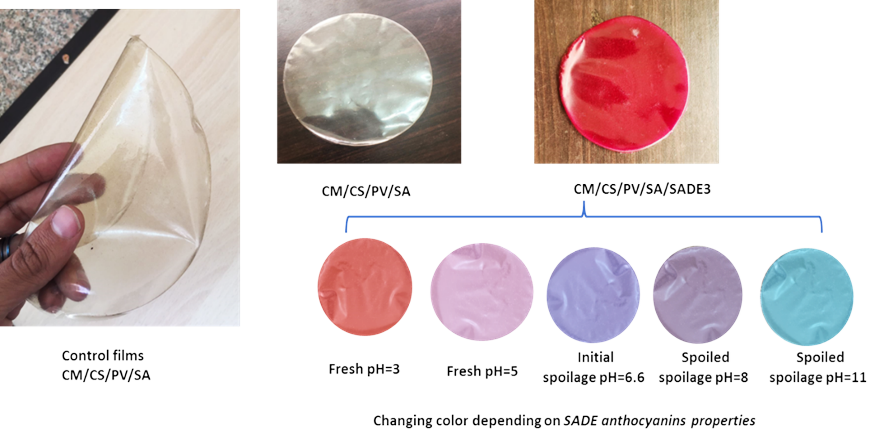 CM/CS/PV/SA
CM/CS/PV/SA/SADE3
Control films
CM/CS/PV/SA
Fresh pH=3
Fresh pH=5
Initial
spoilage pH=6.6
Spoiled
spoilage pH=8
Spoiled
spoilage pH=11
Changing color depending on SADE anthocyanins properties